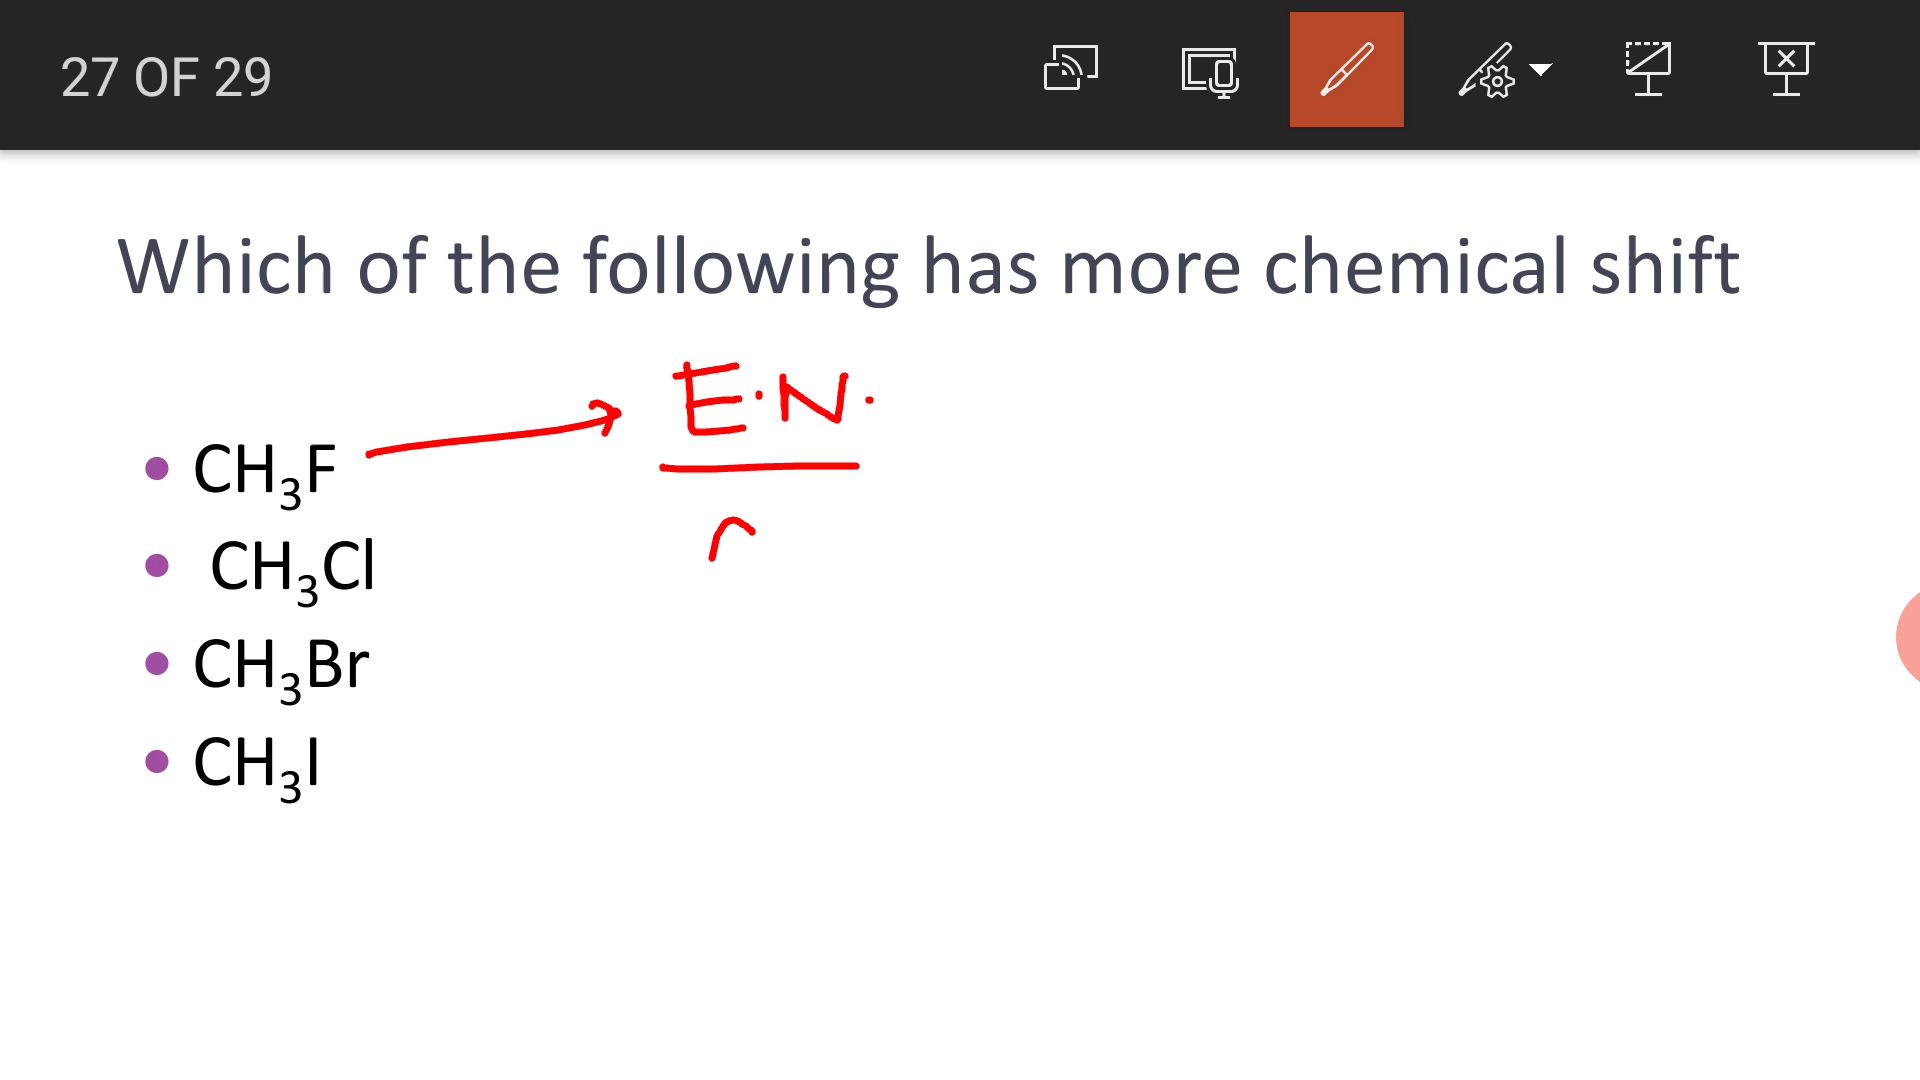 27 OF 29
Which of the following has more chemical shift
E.N.
• CH₃F
• CH₃Cl
• CH₃Br
• CH₃I